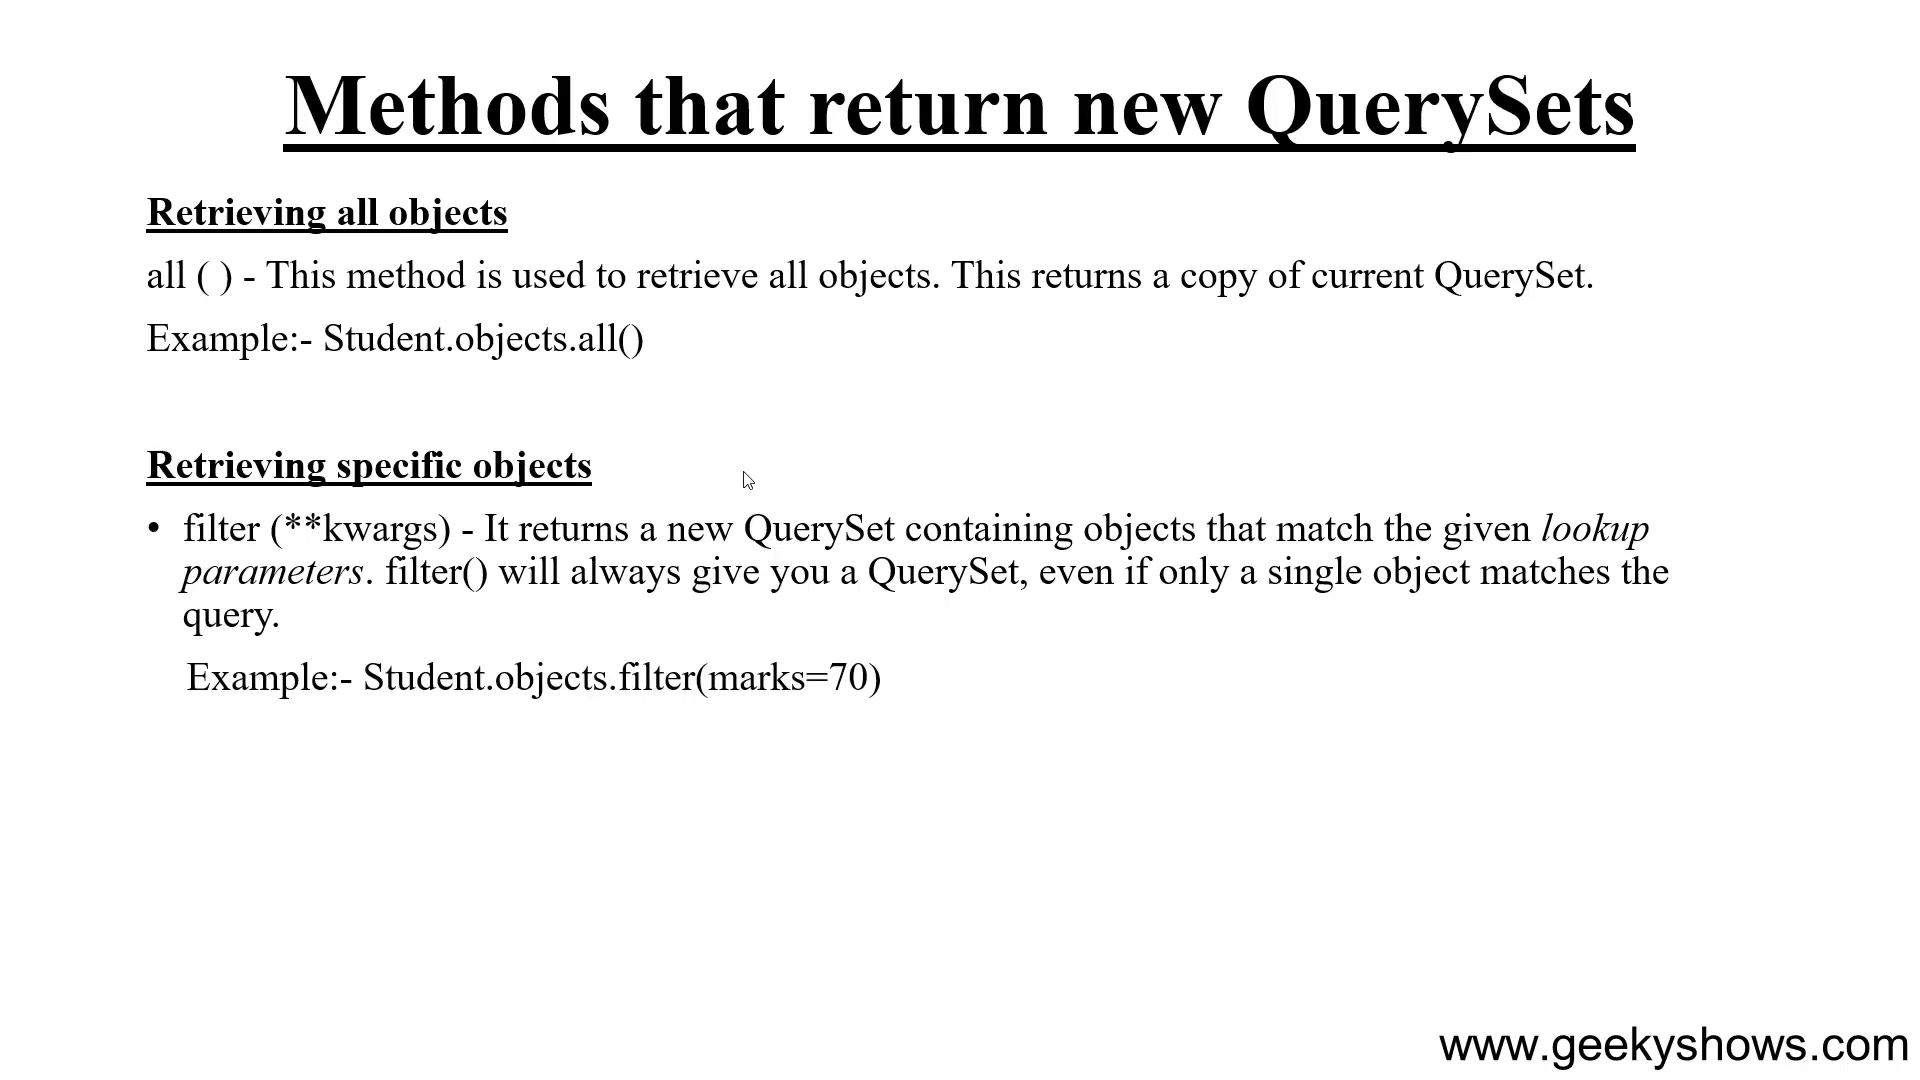 Methods that return new QuerySets
Retrieving all objects
all ( ) - This method is used to retrieve all objects. This returns a copy of current QuerySet.
Example:- Student.objects.all()
Retrieving specific objects
• filter (**kwargs) - It returns a new QuerySet containing objects that match the given lookup
parameters. filter() will always give you a QuerySet, even if only a single object matches the
query.
Example:- Student.objects.filter(marks=70)
www.geekyshows.com